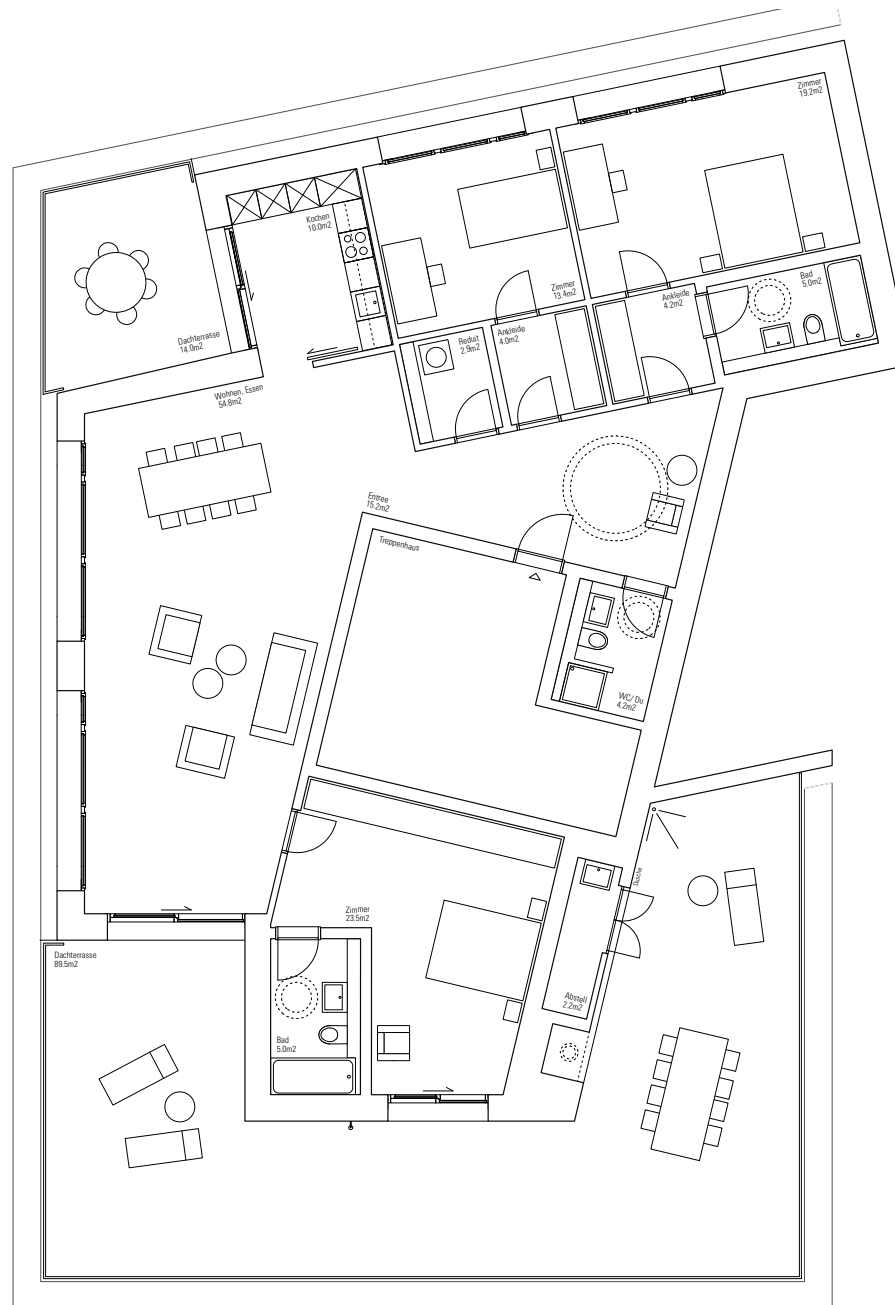 Zimmer
19.2m2
Kochen
10.0m2
Zimmer
13.4m2
Bad
5.0m2
Ankleide
4.2m2
Dachterrasse
14.0m2
Reduit
2.9m2
Ankleide
4.0m2
Wohnen, Essen
54.8m2
Entree
15.2m2
Treppenhaus
WC/ Du
4.2m2
Dusche
Zimmer
23.5m2
Dachterrasse
89.5m2
Abstell
2.2m2
Bad
5.0m2